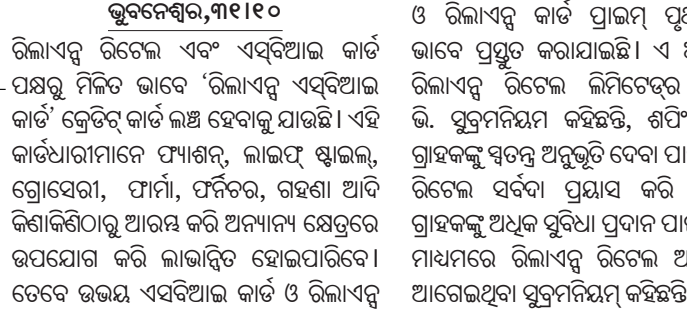 ଭୁବନେଶ୍ୱର,୩୧।୧୦
ରିଲାଏନ୍ସ ରିଟେଲ ଏବଂ ଏସ୍‌ବିଆଇ କାର୍ଡ
ପକ୍ଷରୁ ମିଳିତ ଭାବେ ‘ରିଲାଏନ୍ସ ଏସ୍‌ବିଆଇ
କାର୍ଡ’ କ୍ରେଡିଟ୍ କାର୍ଡ ଲଞ୍ଚ ହେବାକୁ ଯାଉଛି। ଏହି
କାର୍ଡଧାରୀମାନେ ଫ୍ୟାଶନ୍, ଲାଇଫ୍ ଷ୍ଟାଇଲ୍,
ଗ୍ରୋସେରୀ, ଫାର୍ମା, ଫର୍ନିଚର, ଗହଣା ଆଦି
କିଣାକିଣିଠାରୁ ଆରମ୍ଭ କରି ଅନ୍ୟାନ୍ୟ କ୍ଷେତ୍ରରେ
ଉପଯୋଗ କରି ଲାଭାନ୍ୱିତ ହୋଇପାରିବେ।
ତେବେ ଉଭୟ ଏସବିଆଇ କାର୍ଡ ଓ ରିଲାଏନ୍ସ
ଓ ରିଲାଏନ୍ସ କାର୍ଡ ପ୍ରାଇମ୍
ଭାବେ ପ୍ରସ୍ତୁତ କରାଯାଇଛି। ଏ
ରିଲାଏନ୍ସ ରିଟେଲ ଲିମିଟେଡ୍‌ର
ଭି. ସୁବ୍ରମନିୟମ କହିଛନ୍ତି,
ଗ୍ରାହକଙ୍କୁ ସ୍ୱତନ୍ତ୍ର ଅନୁଭୂତି ଦେବା
ରିଟେଲ ସର୍ବଦା ପ୍ରୟାସ କରି
ଗ୍ରାହକଙ୍କୁ ଅଧିକ ସୁବିଧା ପ୍ରଦାନ
ମାଧ୍ୟମରେ ରିଲାଏନ୍ସ ରିଟେଲ
ଆଗେଇଥିବା ସୁବ୍ରମନିୟମ୍ କହିଛନ୍ତି